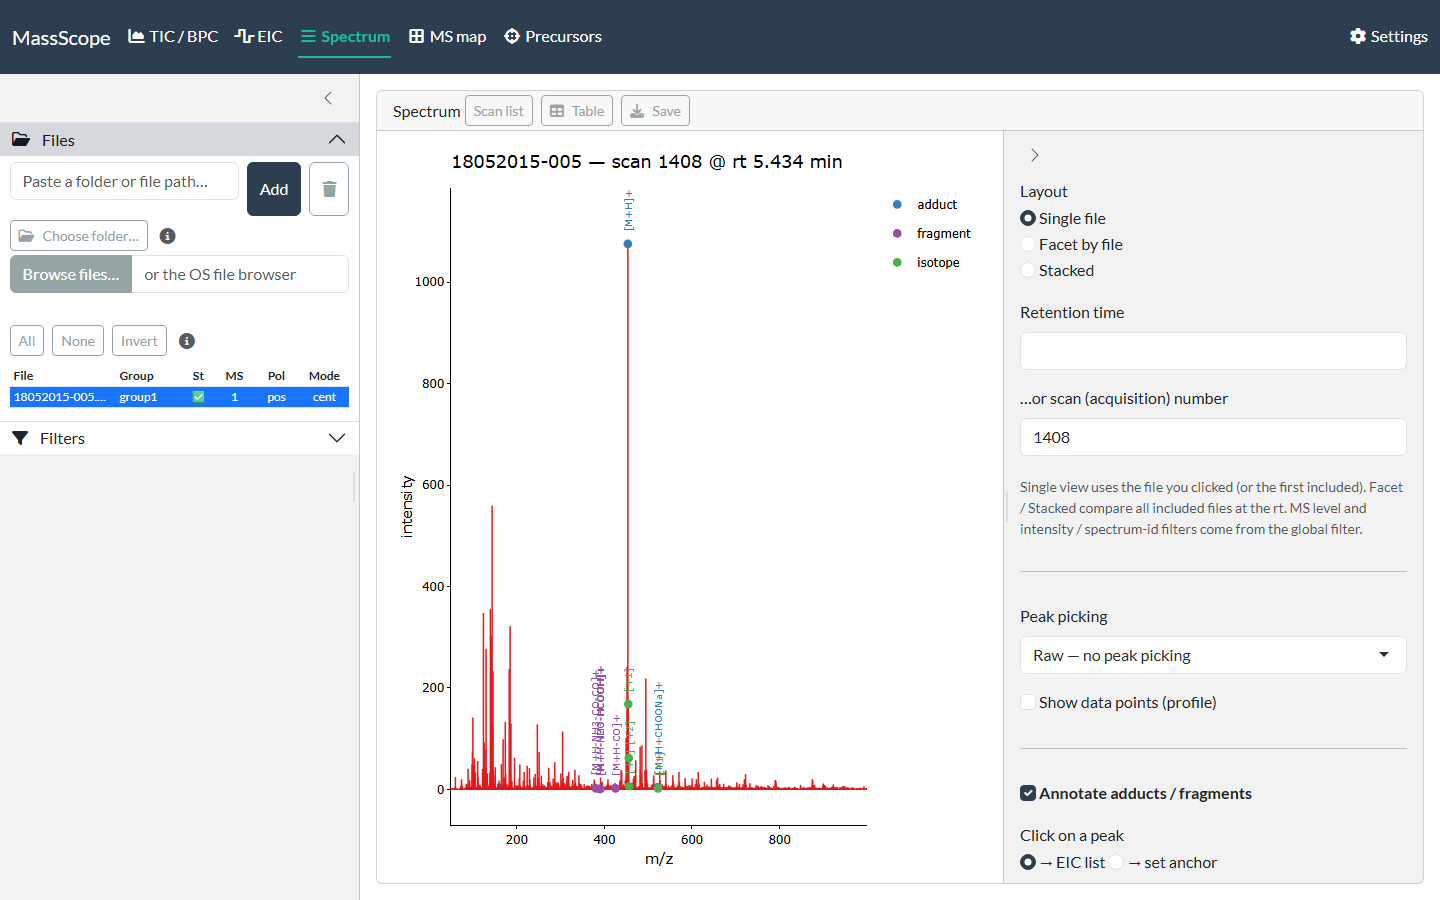 MassScope TIC / BPC EIC Spectrum MS map Precursors Settings
Files
Paste a folder or file path...
Add
Choose folder...
Browse files... or the OS file browser
All None Invert
File Group St MS Pol Mode
18052015-005.... group1 1 pos cent
Filters
Spectrum Scan list Table Save
18052015-005 — scan 1408 @ rt 5.434 min
[M+H]+
adduct
fragment
isotope
1000
800
600
400
200
0
intensity
[+1]
[+2]
[M+H-CO]+
[M+H+CHOONa]+
200 400 600 800
m/z
Layout
Single file
Facet by file
Stacked
Retention time
...or scan (acquisition) number
1408
Single view uses the file you clicked (or the first included). Facet
/ Stacked compare all included files at the rt. MS level and
intensity / spectrum-id filters come from the global filter.
Peak picking
Raw — no peak picking
Show data points (profile)
Annotate adducts / fragments
Click on a peak
→ EIC list → set anchor